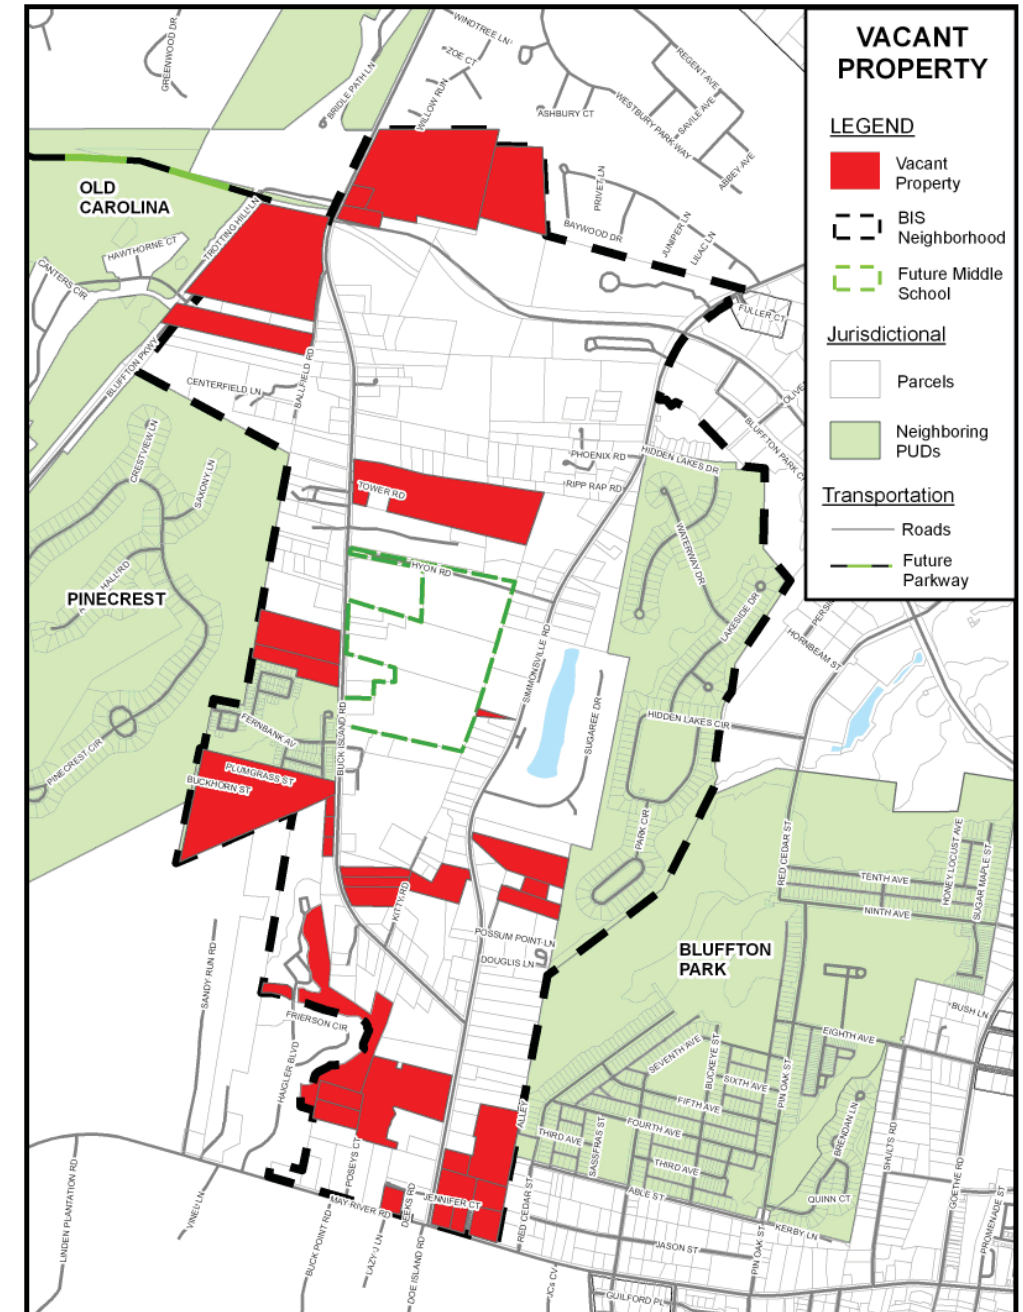 VACANT
PROPERTY
LEGEND
Vacant
Property
BIS
Neighborhood
Future Middle
School
Jurisdictional
Parcels
Neighboring
PUDs
Transportation
Roads
Future
Parkway
GREENWOOD DR
BRIDLE PATH LN
WINDTREE LN
ZOE CT
WILLOW RUN
ASHBURY CT
REGENT AVE
SAVILE AVE
WESTBURY PARK WAY
ABBEY AVE
PRIVET LN
BAYWOOD DR
JUNIPER LN
LILAC LN
FULLER CT
OLD
CAROLINA
TROTTING HILL LN
HAWTHORNE CT
CANTERS CIR
BLUFFTON PKWY
CENTERFIELD LN
BALLFIELD RD
BLUFFTON PARK C
CRESTVIEW LN
SAXONY LN
PHOENIX RD
RIPP RAP RD
HIDDEN LAKES DR
TOWER RD
WATERWAY DR
HYON RD
HALL RD
PINECREST
LAKESIDE DR
HORNBEAM ST
SIMMONSVILLE RD
SUGAREE DR
HIDDEN LAKES CIR
FERNBANK AV
BUCK ISLAND RD
PINECREST CIR
PLUMGRASS ST
BUCKHORN ST
PARK CIR
RED CEDAR ST
HONEY LOCUST AVE
SUGAR MAPLE ST
TENTH AVE
NINTH AVE
KITTY RD
POSSUM POINT LN
DOUGLIS LN
BLUFFTON
PARK
SANDY RUN RD
FRIERSON CIR
HAIGLER BLVD
BUSH LN
EIGHTH AVE
SEVENTH AVE
BUCKEYE ST
SIXTH AVE
PIN OAK ST
FIFTH AVE
FOURTH AVE
THIRD AVE
THIRD AVE
SASSFRAS ST
ALLEY
BRENDAN LN
SHULTS RD
GOETHE RD
QUINN CT
KERBY LN
ABLE ST
JASON ST
PIN OAK ST
PROMENADE ST
RED CEDAR ST
JENNIFER CT
POSEYS CT
MAY RIVER RD
DEEKS RD
LINDEN PLANTATION RD
VINEU LN
BUCK POINT RD
LAZY J LN
DOE ISLAND RD
JCs CV
GUILFORD PL